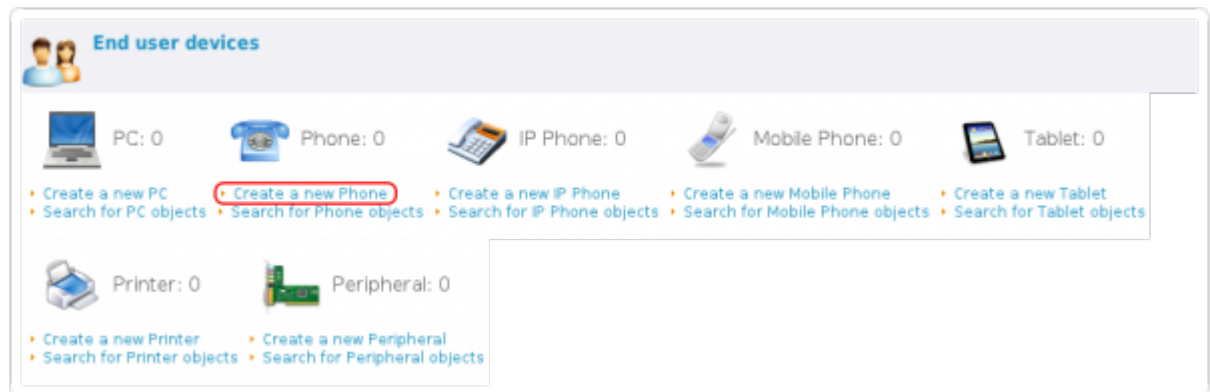 End user devices
PC: 0 Phone: 0 IP Phone: 0 Mobile Phone: 0 Tablet: 0
Create a new PC Create a new Phone Create a new IP Phone Create a new Mobile Phone Create a new Tablet
Search for PC objects Search for Phone objects Search for IP Phone objects Search for Mobile Phone objects Search for Tablet objects
Printer: 0 Peripheral: 0
Create a new Printer Create a new Peripheral
Search for Printer objects Search for Peripheral objects